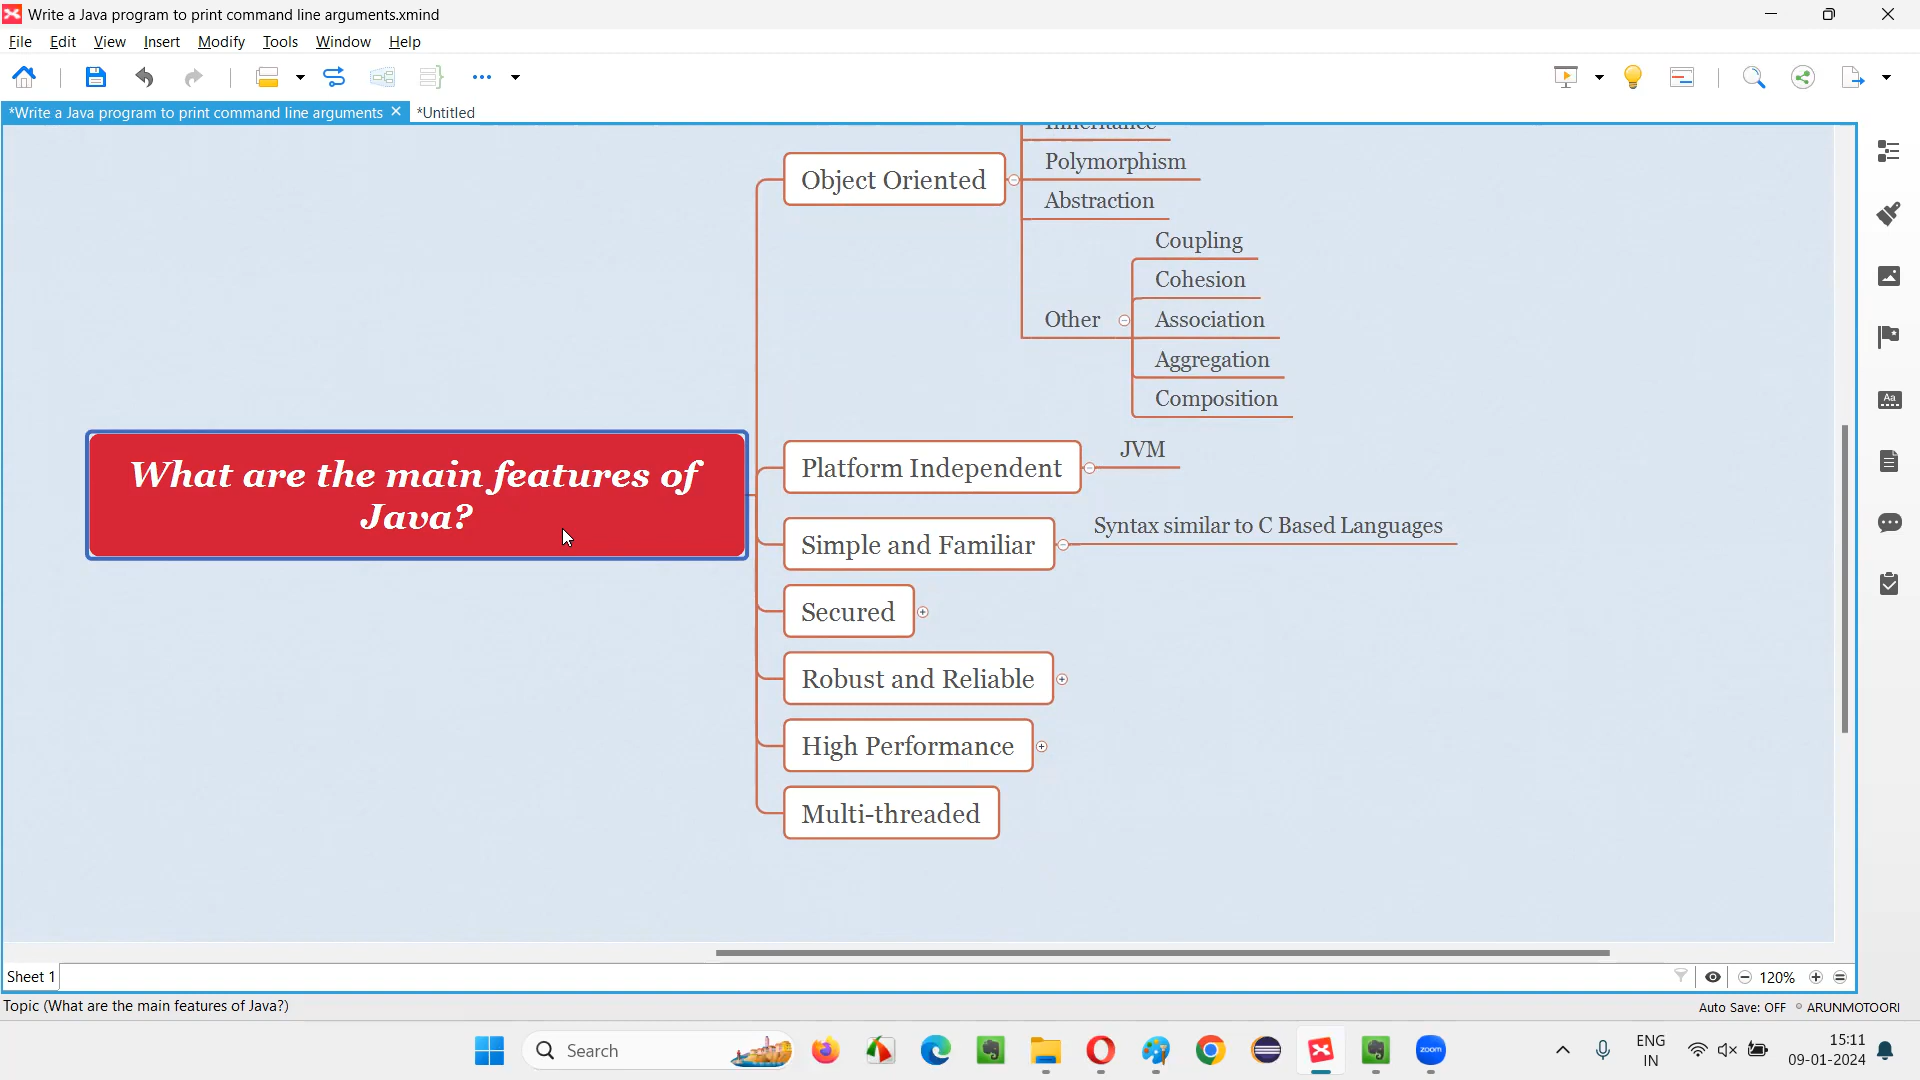 Write a Java program to print command line arguments.xmind
File Edit View Insert Modify Tools Window Help
*Write a Java program to print command line arguments *Untitled
Inheritance
Object Oriented
Polymorphism
Abstraction
Coupling
Cohesion
Other
Association
Aggregation
Composition
What are the main features of
Java?
Platform Independent
JVM
Simple and Familiar
Syntax similar to C Based Languages
Secured
Robust and Reliable
High Performance
Multi-threaded
Aa
Sheet 1
120%
Topic (What are the main features of Java?)
Auto Save: OFF ARUNMOTOORI
Search
zoom
ENG
IN
15:11
09-01-2024